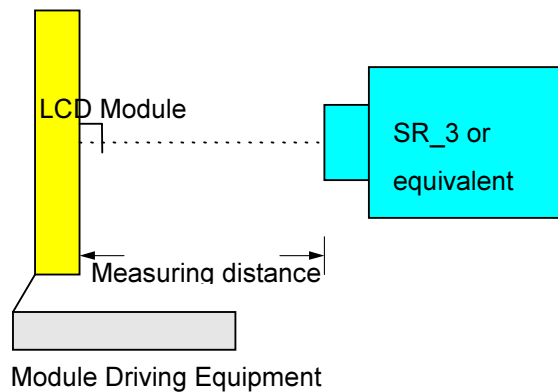 LCD Module
SR_3 or
equivalent
Measuring distance
Module Driving Equipment